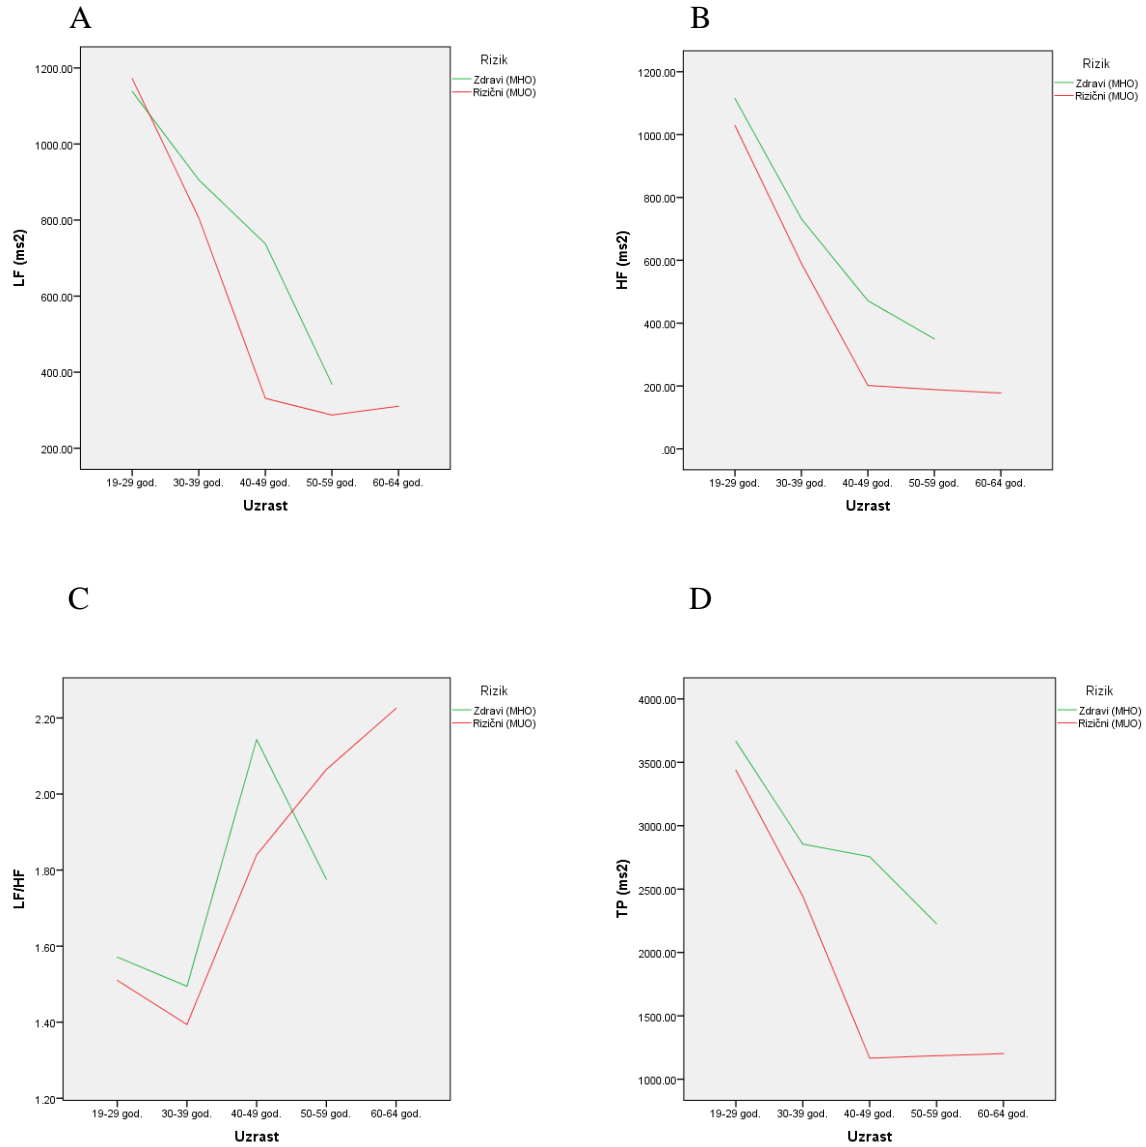 A
Rizik
Zdravi (MHO)
Rizični (MUO)
1200.00
1000.00
800.00
600.00
400.00
200.00
LF (ms2)
19-29 god. 30-39 god. 40-49 god. 50-59 god. 60-64 god.
Uzrast
B
Rizik
Zdravi (MHO)
Rizični (MUO)
1200.00
1000.00
800.00
600.00
400.00
200.00
.00
HF (ms2)
19-29 god. 30-39 god. 40-49 god. 50-59 god. 60-64 god.
Uzrast
C
Rizik
Zdravi (MHO)
Rizični (MUO)
2.20
2.00
1.80
1.60
1.40
1.20
LF/HF
19-29 god. 30-39 god. 40-49 god. 50-59 god. 60-64 god.
Uzrast
D
Rizik
Zdravi (MHO)
Rizični (MUO)
4000.00
3500.00
3000.00
2500.00
2000.00
1500.00
1000.00
TP (ms2)
19-29 god. 30-39 god. 40-49 god. 50-59 god. 60-64 god.
Uzrast